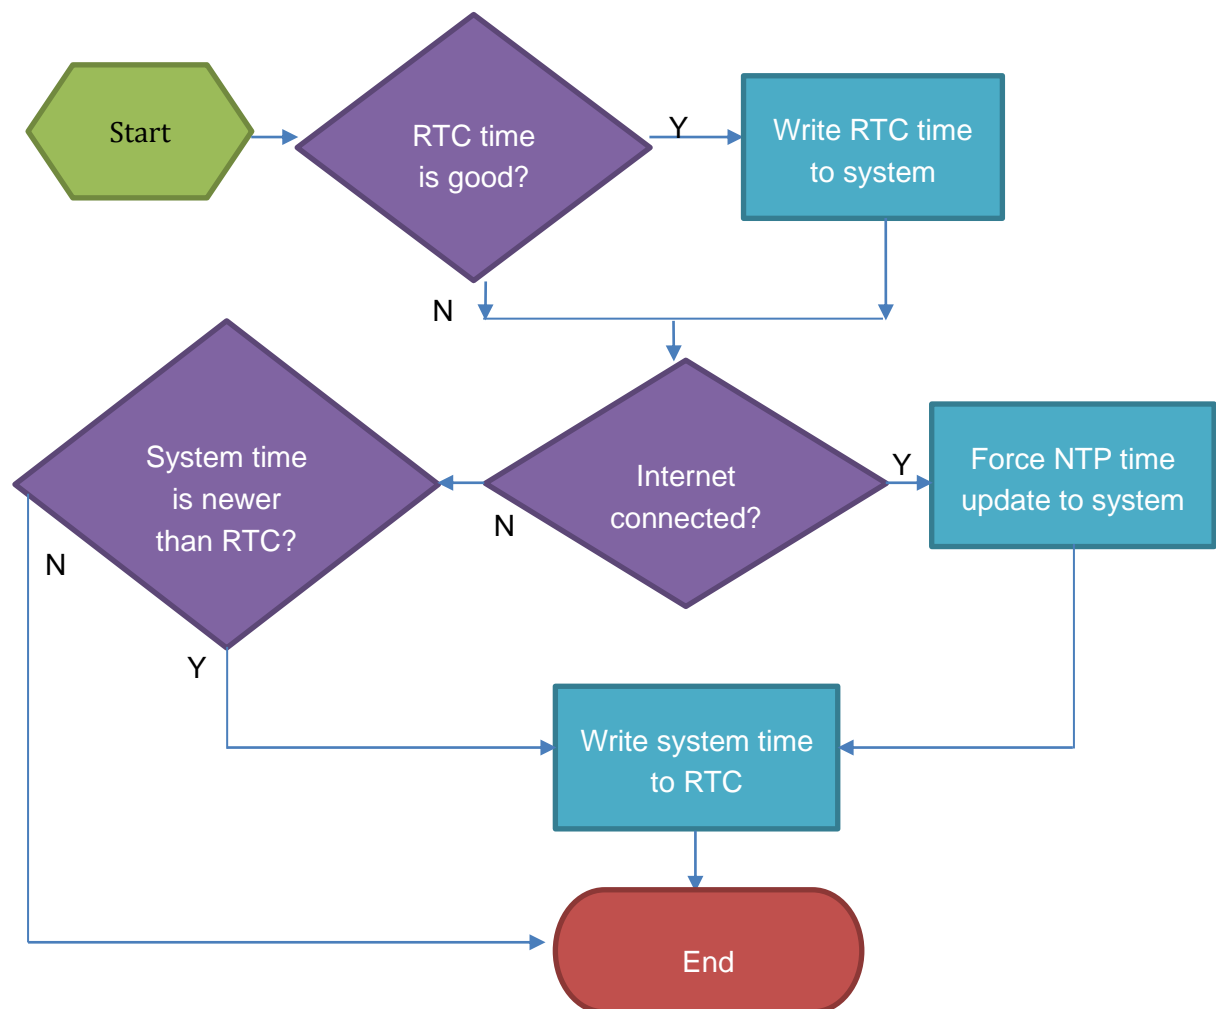 Start
RTC time
is good?
Y
Write RTC time
to system
N
System time
is newer
than RTC?
N
Y
Internet
connected?
N
Y
Force NTP time
update to system
Write system time
to RTC
End